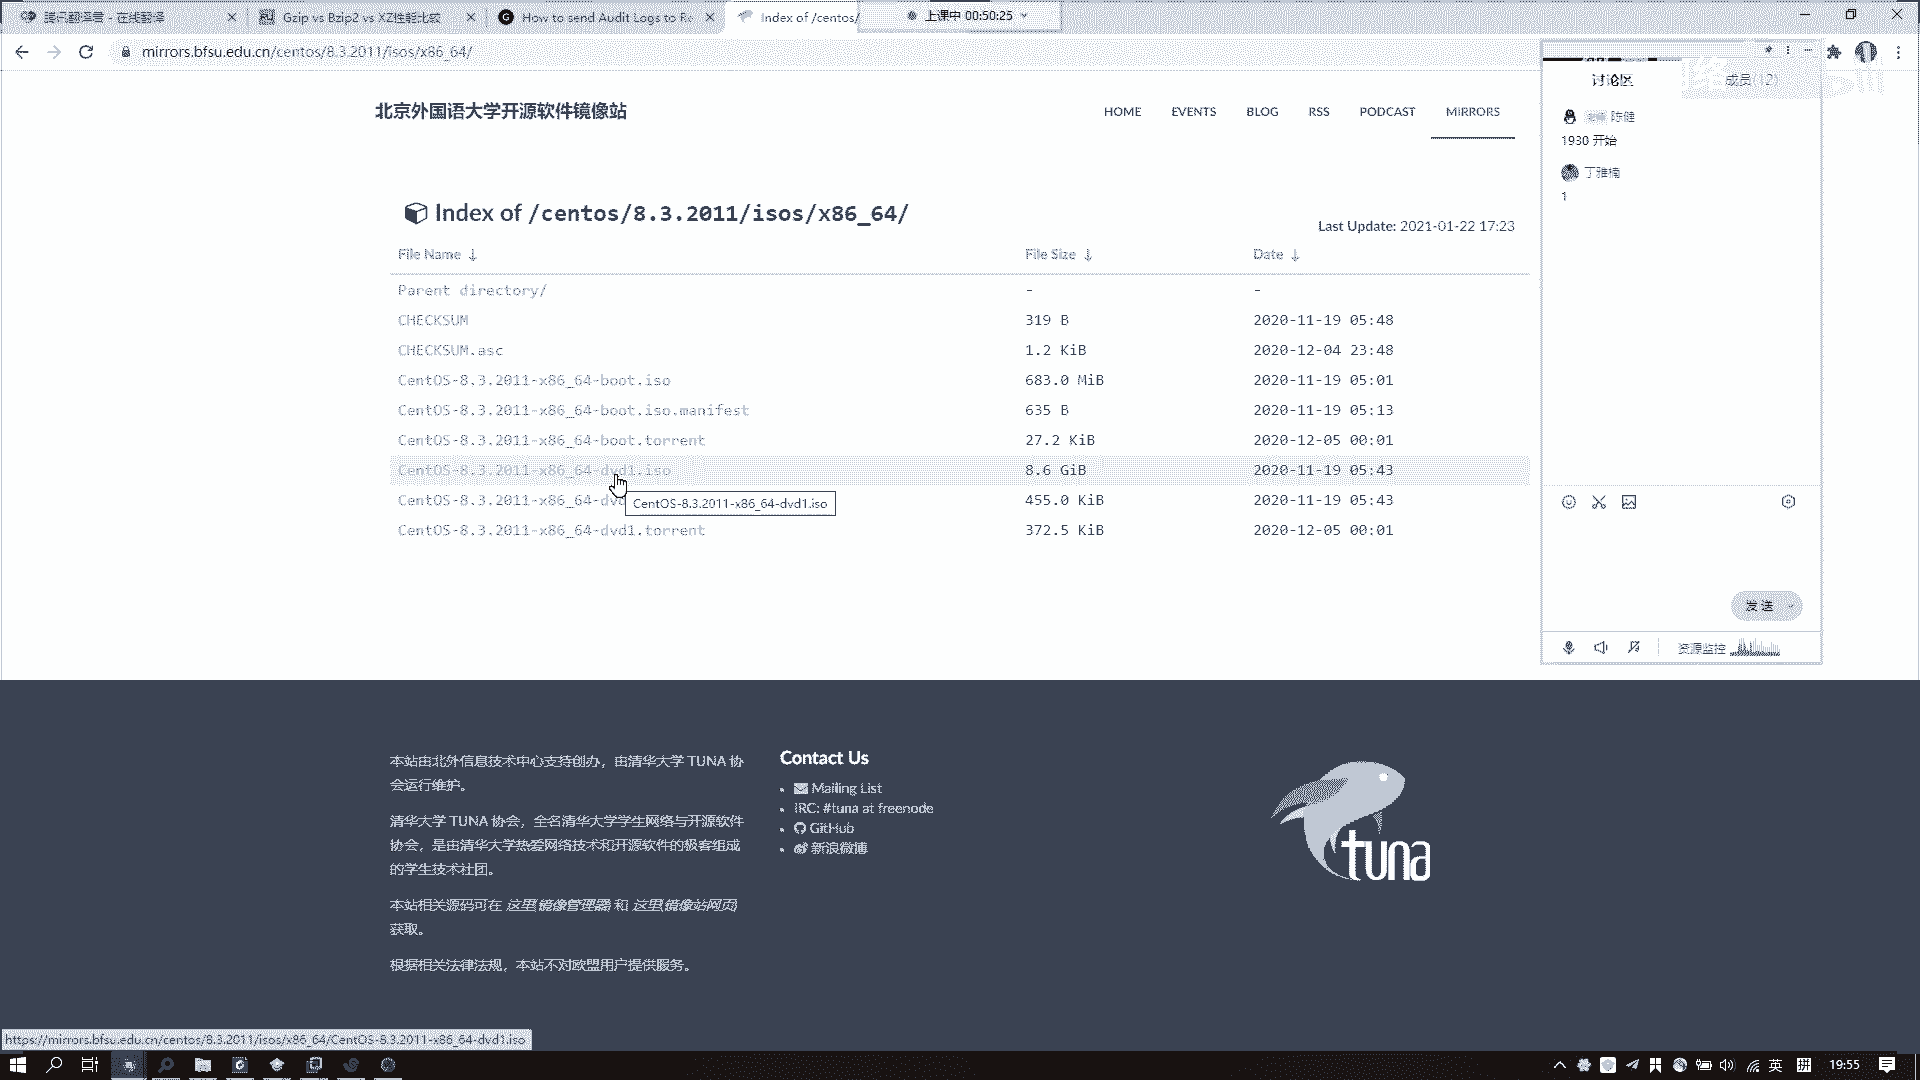 腾讯翻译君 - 在线翻译
Gzip vs Bzip2 vs XZ性能比较
How to send Audit Logs to Re
Index of /centos/
上课中 00:50:25
mirrors.bfsu.edu.cn/centos/8.3.2011/isos/x86_64/
北京外国语大学开源软件镜像站
HOME
EVENTS
BLOG
RSS
PODCAST
MIRRORS
Index of /centos/8.3.2011/isos/x86_64/
Last Update: 2021-01-22 17:23
File Name ↓ File Size ↓ Date ↓
Parent directory/ - -
CHECKSUM 319 B 2020-11-19 05:48
CHECKSUM.asc 1.2 KiB 2020-12-04 23:48
CentOS-8.3.2011-x86_64-boot.iso 683.0 MiB 2020-11-19 05:01
CentOS-8.3.2011-x86_64-boot.iso.manifest 635 B 2020-11-19 05:13
CentOS-8.3.2011-x86_64-boot.torrent 27.2 KiB 2020-12-05 00:01
CentOS-8.3.2011-x86_64-dvd1.iso 8.6 GiB 2020-11-19 05:43
CentOS-8.3.2011-x86_64-dvd 455.0 KiB 2020-11-19 05:43
CentOS-8.3.2011-x86_64-dvd1.iso
CentOS-8.3.2011-x86_64-dvd1.torrent 372.5 KiB 2020-12-05 00:01
讨论区
成员(12)
陈健
1930 开始
丁雅楠
1
发送
资源监控
本站由北外信息技术中心支持创办，由清华大学 TUNA 协
会运行维护。
清华大学 TUNA 协会，全名清华大学学生网络与开源软件
协会，是由清华大学热爱网络技术和开源软件的极客组成
的学生技术社团。
本站相关源码可在 这里(镜像管理器) 和 这里(镜像站网页)
获取。
根据相关法律法规，本站不对欧盟用户提供服务。
Contact Us
Mailing List
IRC: #tuna at freenode
GitHub
新浪微博
tuna
https://mirrors.bfsu.edu.cn/centos/8.3.2011/isos/x86_64/CentOS-8.3.2011-x86_64-dvd1.iso
英
拼
19:55